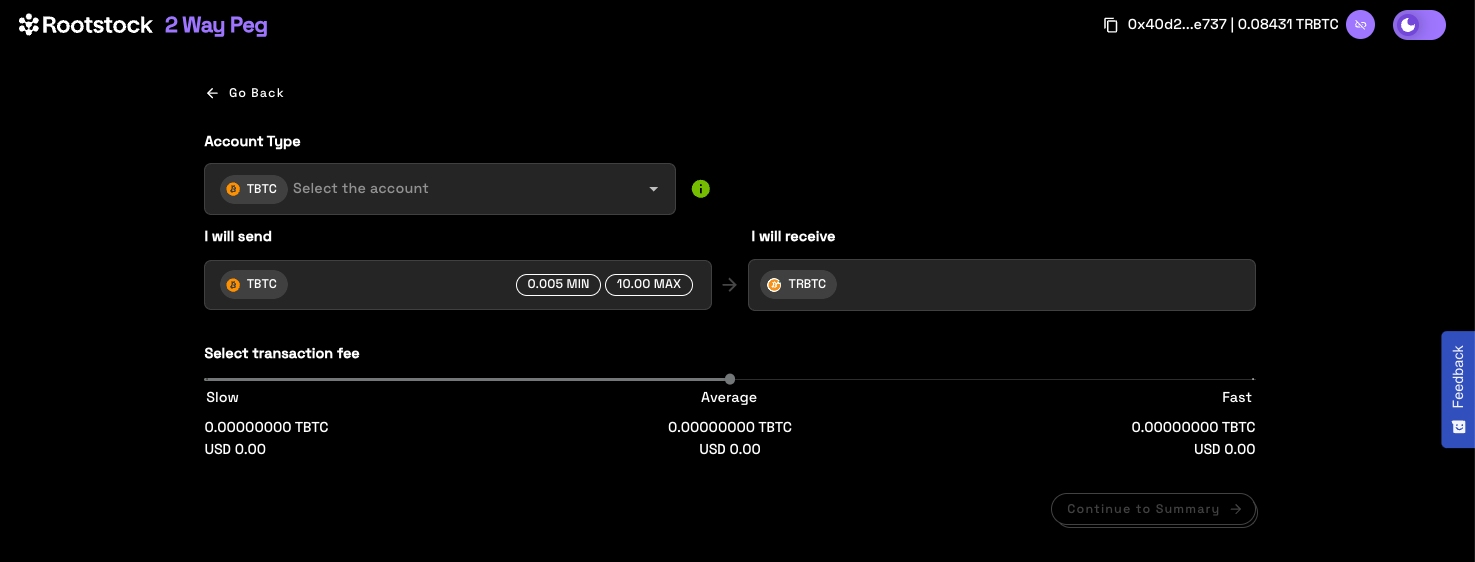 Rootstock 2 Way Peg
0x40d2...e737 | 0.08431 TRBTC
Go Back
Account Type
TBTC Select the account
I will send
I will receive
TBTC 0.005 MIN 10.00 MAX
TRBTC
Select transaction fee
Slow Average Fast
0.00000000 TBTC 0.00000000 TBTC 0.00000000 TBTC
USD 0.00 USD 0.00 USD 0.00
Feedback
Continue to Summary